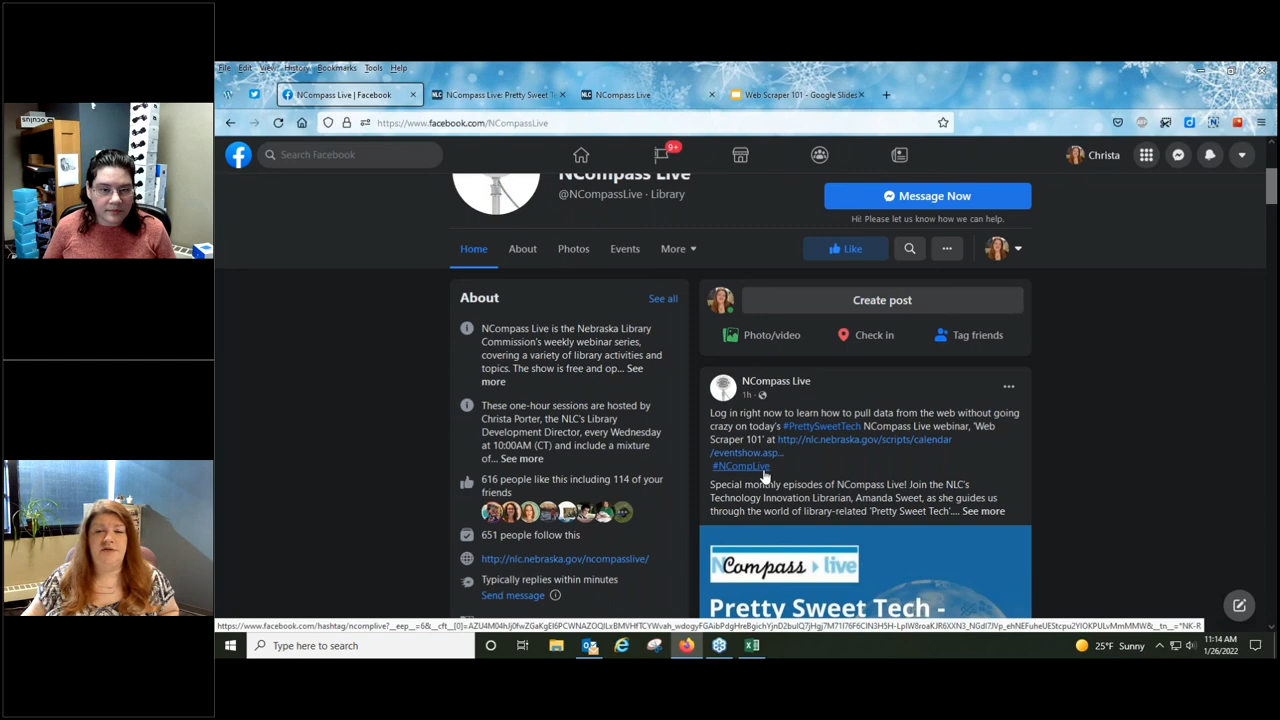 File Edit View History Bookmarks Tools Help
NCompass Live | Facebook
NLC NCompass Live: Pretty Sweet T
NLC NCompass Live
Web Scraper 101 - Google Slides
https://www.facebook.com/NCompassLive
Search Facebook
9+
Christa
NCompass Live
@NCompassLive · Library
Message Now
Hi! Please let us know how we can help.
Home About Photos Events More
Like
About
See all
NCompass Live is the Nebraska Library
Commission's weekly webinar series,
covering a variety of library activities and
topics. The show is free and op... See
more
These one-hour sessions are hosted by
Christa Porter, the NLC's Library
Development Director, every Wednesday
at 10:00AM (CT) and include a mixture
of... See more
616 people like this including 114 of your
friends
651 people follow this
http://nlc.nebraska.gov/ncompasslive/
Typically replies within minutes
Send message
Create post
Photo/video Check in Tag friends
NCompass Live
1h ·
Log in right now to learn how to pull data from the web without going
crazy on today's #PrettySweetTech NCompass Live webinar, 'Web
Scraper 101' at http://nlc.nebraska.gov/scripts/calendar
/eventshow.asp...
#NCompLive
Special monthly episodes of NCompass Live! Join the NLC's
Technology Innovation Librarian, Amanda Sweet, as she guides us
through the world of library-related 'Pretty Sweet Tech'.... See more
NCompass live
Pretty Sweet Tech -
Type here to search
25°F Sunny
11:14 AM
1/26/2022
oculus